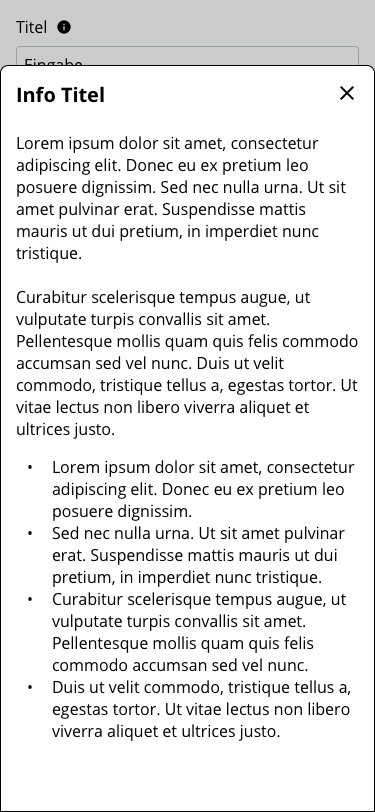 Titel
Eingabe
Info Titel
Lorem ipsum dolor sit amet, consectetur
adipiscing elit. Donec eu ex pretium leo
posuere dignissim. Sed nec nulla urna. Ut sit
amet pulvinar erat. Suspendisse mattis
mauris ut dui pretium, in imperdiet nunc
tristique.
Curabitur scelerisque tempus augue, ut
vulputate turpis convallis sit amet.
Pellentesque mollis quam quis felis commodo
accumsan sed vel nunc. Duis ut velit
commodo, tristique tellus a, egestas tortor. Ut
vitae lectus non libero viverra aliquet et
ultrices justo.
• Lorem ipsum dolor sit amet, consectetur
adipiscing elit. Donec eu ex pretium leo
posuere dignissim.
• Sed nec nulla urna. Ut sit amet pulvinar
erat. Suspendisse mattis mauris ut dui
pretium, in imperdiet nunc tristique.
• Curabitur scelerisque tempus augue, ut
vulputate turpis convallis sit amet.
Pellentesque mollis quam quis felis
commodo accumsan sed vel nunc.
• Duis ut velit commodo, tristique tellus a,
egestas tortor. Ut vitae lectus non libero
viverra aliquet et ultrices justo.